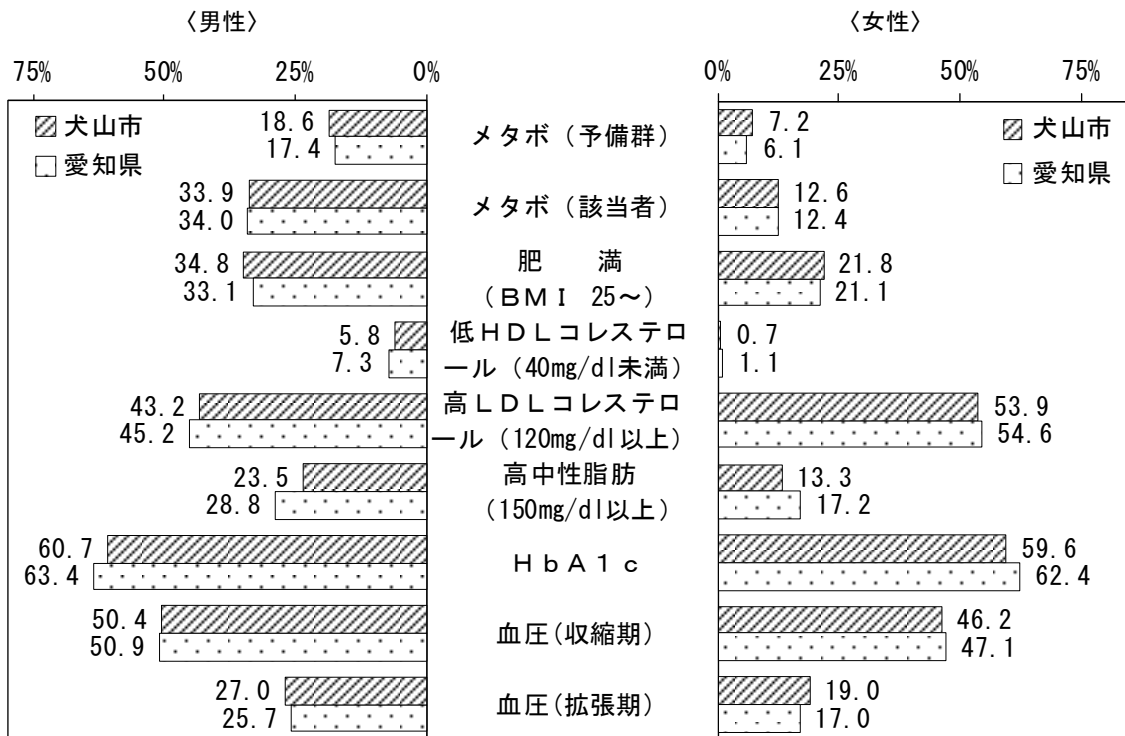 〈男性〉 〈女性〉
75% 50% 25% 0% 0% 25% 50% 75%
犬山市
愛知県
犬山市
愛知県
18.6 メタボ(予備群) 7.2
17.4 6.1
33.9 メタボ(該当者) 12.6
34.0 12.4
34.8 肥 満 21.8
33.1 (BMI 25~) 21.1
5.8 低HDLコレステロ 0.7
7.3 ール(40mg/dl未満) 1.1
43.2 高LDLコレステロ 53.9
45.2 ール(120mg/dl以上) 54.6
23.5 高中性脂肪 13.3
28.8 (150mg/dl以上) 17.2
60.7 HbA1c 59.6
63.4 62.4
50.4 血圧(収縮期) 46.2
50.9 47.1
27.0 血圧(拡張期) 19.0
25.7 17.0